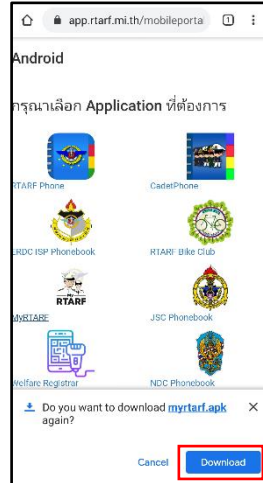 app.rtarf.mi.th/mobileporta
1
Android
กรุณาเลือก Application ที่ต้องการ
RTARF Phone
CadetPhone
ERDC ISP Phonebook
RTARF Bike Club
RTARF
MyRTARF
JSC Phonebook
Welfare Registrar
NDC Phonebook
Do you want to download myrtarf.apk
again?
Cancel
Download